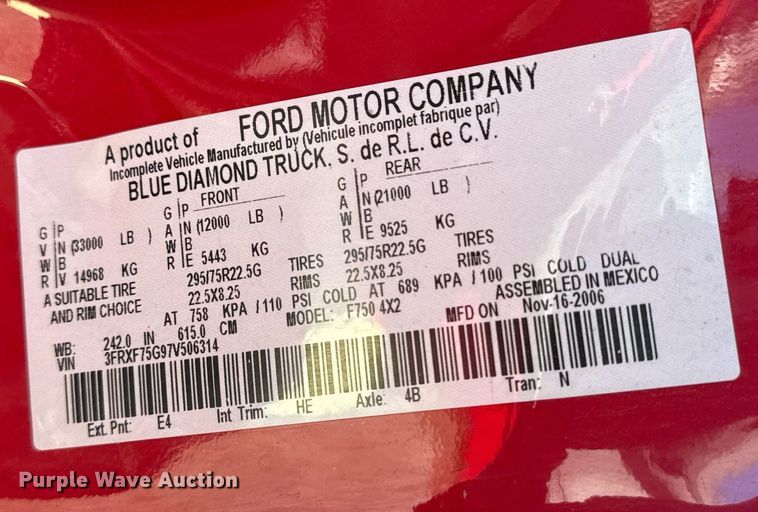 A product of FORD MOTOR COMPANY
Incomplete Vehicle Manufactured by (Vehicule incomplet fabrique par)
BLUE DIAMOND TRUCK, S. de R.L. de C.V.
G P G P FRONT G P REAR
V N (33000 LB ) A N (12000 LB ) A N (21000 LB )
W B W B W B
R V 14968 KG R E 5443 KG R E 9525 KG
A SUITABLE TIRE 295/75R22.5G TIRES 295/75R22.5G TIRES
AND RIM CHOICE 22.5X8.25 RIMS 22.5X8.25 RIMS
AT 758 KPA/110 PSI COLD AT 689 KPA/100 PSI COLD DUAL
WB: 242.0 IN 615.0 CM MODEL: F750 4X2 ASSEMBLED IN MEXICO
VIN 3FRXF75G97V506314 MFD ON Nov-16-2006
Ext. Pnt: E4 Int Trim: HE Axle: 4B Tran: N
Purple Wave Auction